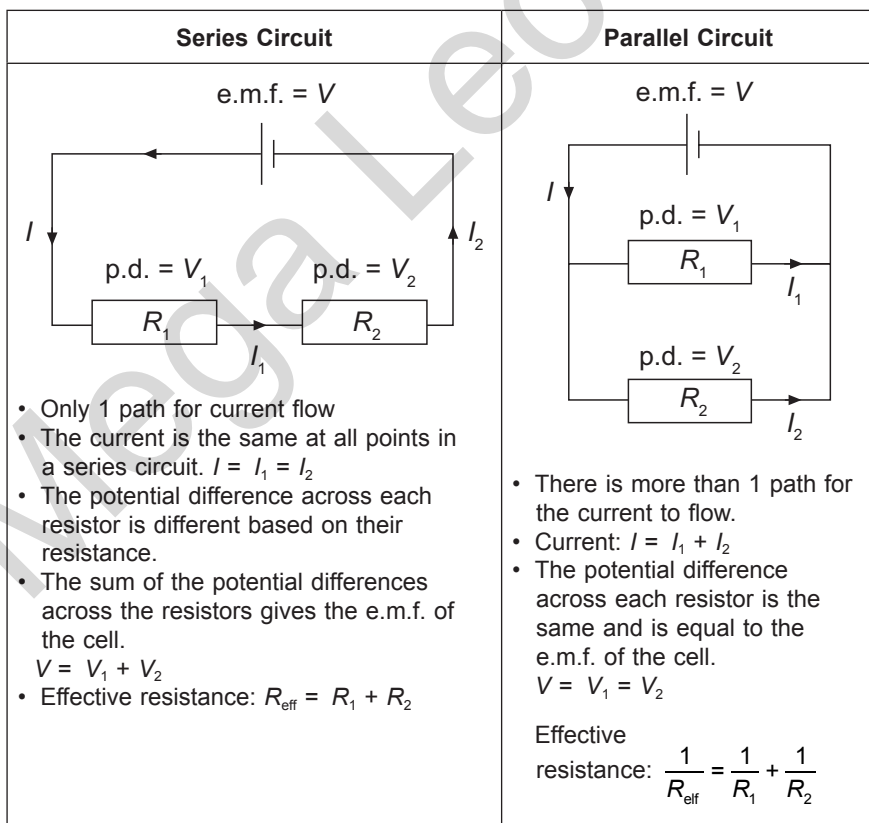 Series Circuit
e.m.f. = V
I
I₂
p.d. = V₁
p.d. = V₂
R₁
R₂
I₁
• Only 1 path for current flow
• The current is the same at all points in
a series circuit. I = I₁ = I₂
• The potential difference across each
resistor is different based on their
resistance.
• The sum of the potential differences
across the resistors gives the e.m.f. of
the cell.
V = V₁ + V₂
• Effective resistance: R_eff = R₁ + R₂
Parallel Circuit
e.m.f. = V
I
p.d. = V₁
R₁
I₁
p.d. = V₂
R₂
I₂
• There is more than 1 path for
the current to flow.
• Current: I = I₁ + I₂
• The potential difference
across each resistor is the
same and is equal to the
e.m.f. of the cell.
V = V₁ = V₂
Effective
resistance: 1/R_elf = 1/R₁ + 1/R₂
Mega Leo